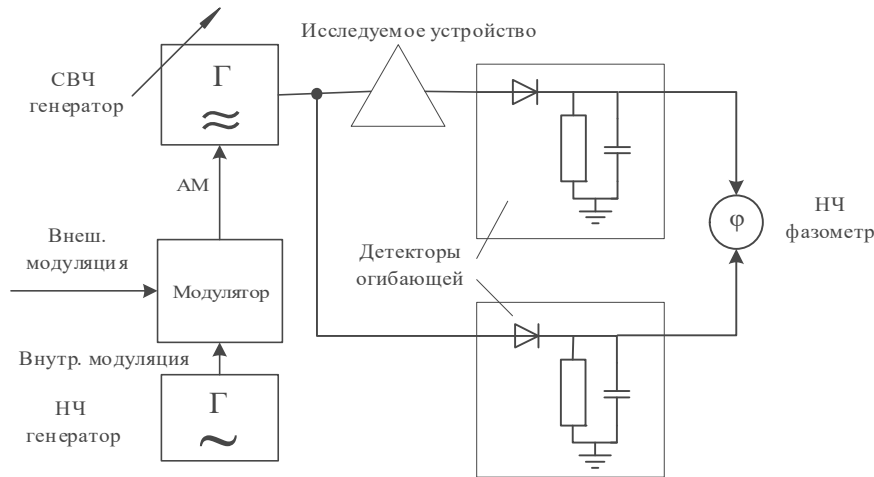 Исследуемое устройство
СВЧ
генератор
Г
АМ
Внеш.
модуляция
Модулятор
Детекторы
огибающей
φ
НЧ
фазометр
Внутр. модуляция
НЧ
генератор
Г